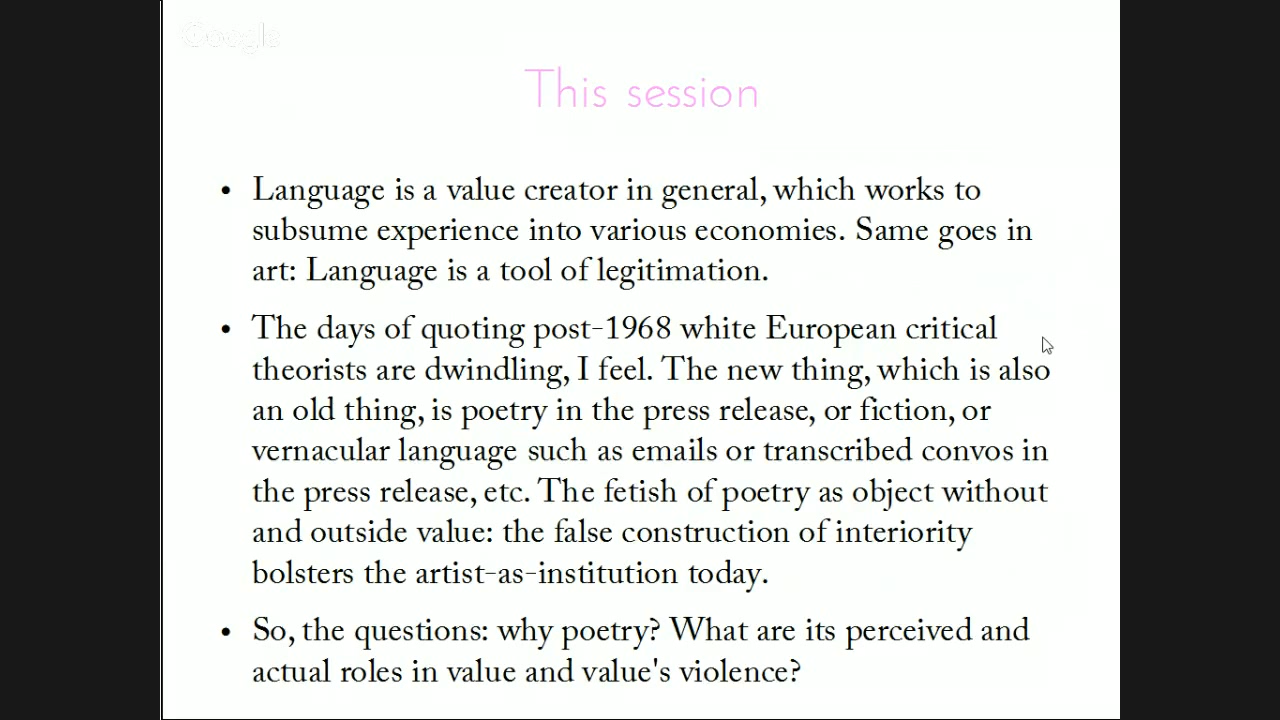 Google
This session
• Language is a value creator in general, which works to
subsume experience into various economies. Same goes in
art: Language is a tool of legitimation.
• The days of quoting post-1968 white European critical
theorists are dwindling, I feel. The new thing, which is also
an old thing, is poetry in the press release, or fiction, or
vernacular language such as emails or transcribed convos in
the press release, etc. The fetish of poetry as object without
and outside value: the false construction of interiority
bolsters the artist-as-institution today.
• So, the questions: why poetry? What are its perceived and
actual roles in value and value's violence?